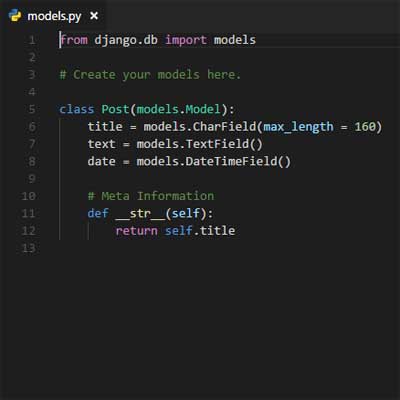 models.py ×
1 from django.db import models
2
3 # Create your models here.
4
5 class Post(models.Model):
6     title = models.CharField(max_length = 160)
7     text = models.TextField()
8     date = models.DateTimeField()
9
10     # Meta Information
11     def __str__(self):
12         return self.title
13